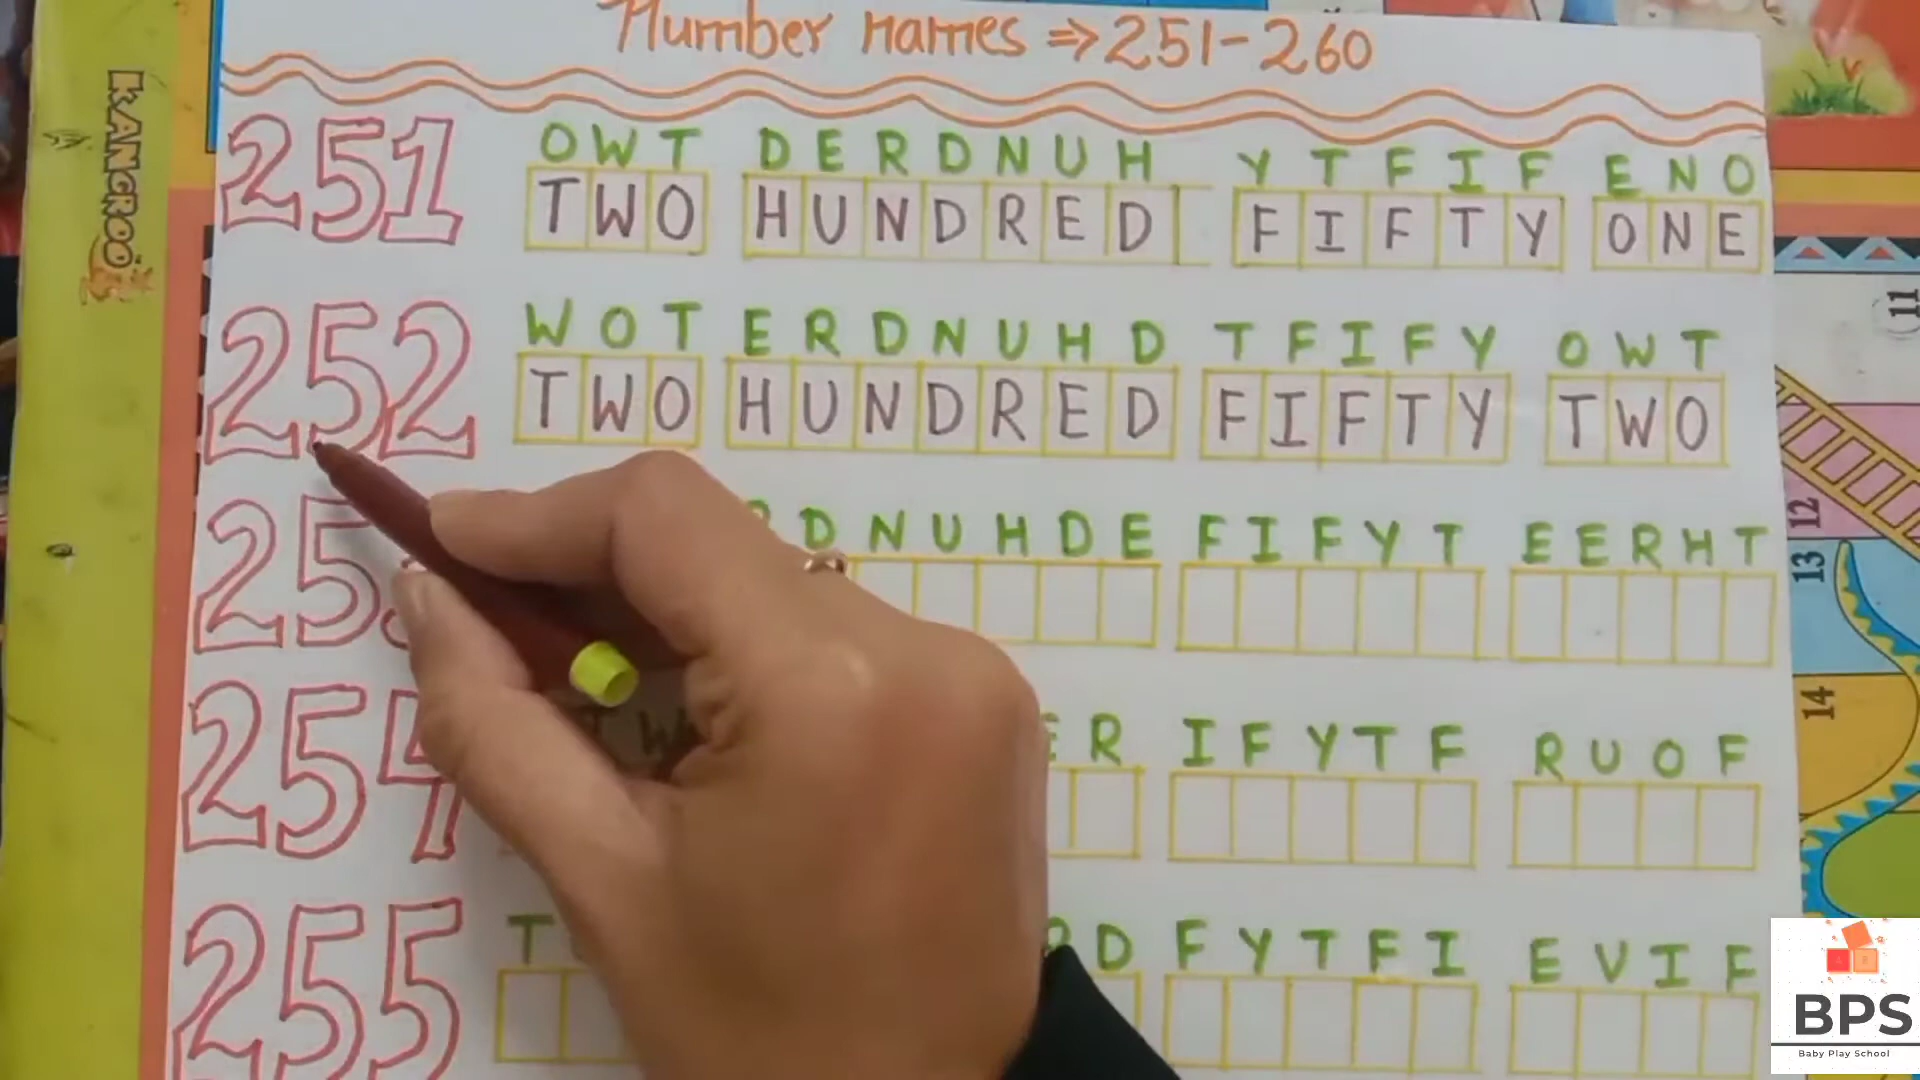 Number names ⇒ 251-260
251 OWT DERDNUH YTFIF ENO
TWO HUNDRED FIFTY ONE
252 WOT ERDNUHD TFIFY OWT
TWO HUNDRED FIFTY TWO
DNUHDE FIFYT EERHT
254 IFYTF RUOF
255 FYTFI EVIF
KANGROO
11
12
13
14
BPS
Baby Play School